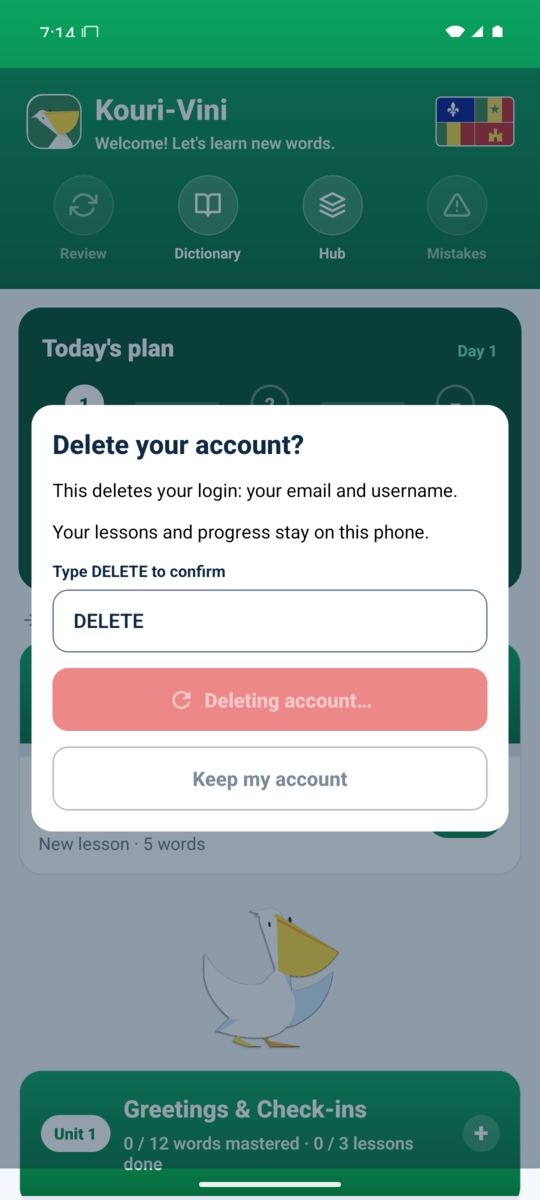 7:14
Kouri-Vini
Welcome! Let's learn new words.
Review
Dictionary
Hub
Mistakes
Today's plan
Day 1
1
2
Delete your account?
This deletes your login: your email and username.
Your lessons and progress stay on this phone.
Type DELETE to confirm
DELETE
Deleting account…
Keep my account
New lesson · 5 words
Unit 1
Greetings & Check-ins
0 / 12 words mastered · 0 / 3 lessons
done